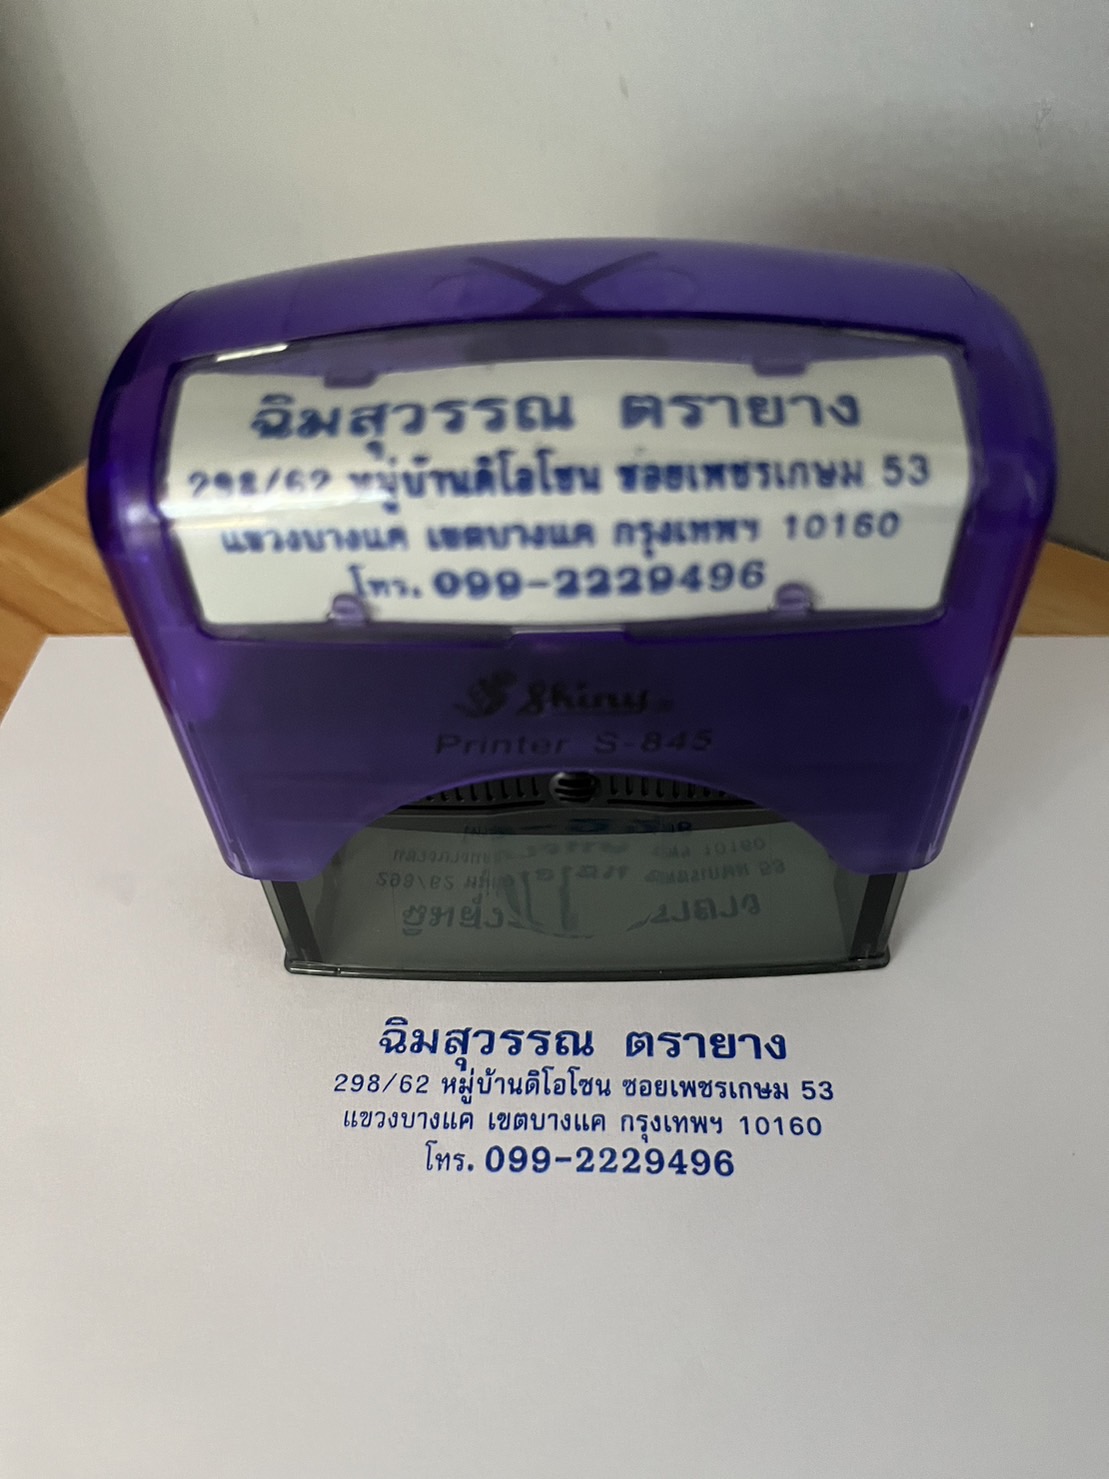 ฉิมสุวรรณ ตรายาง
298/62 หมู่บ้านดิโอโซน ซอยเพชรเกษม 53
แขวงบางแค เขตบางแค กรุงเทพฯ 10160
โทร. 099-2229496
Shiny
Printer S-845
ฉิมสุวรรณ ตรายาง
298/62 หมู่บ้านดิโอโซน ซอยเพชรเกษม 53
แขวงบางแค เขตบางแค กรุงเทพฯ 10160
โทร. 099-2229496